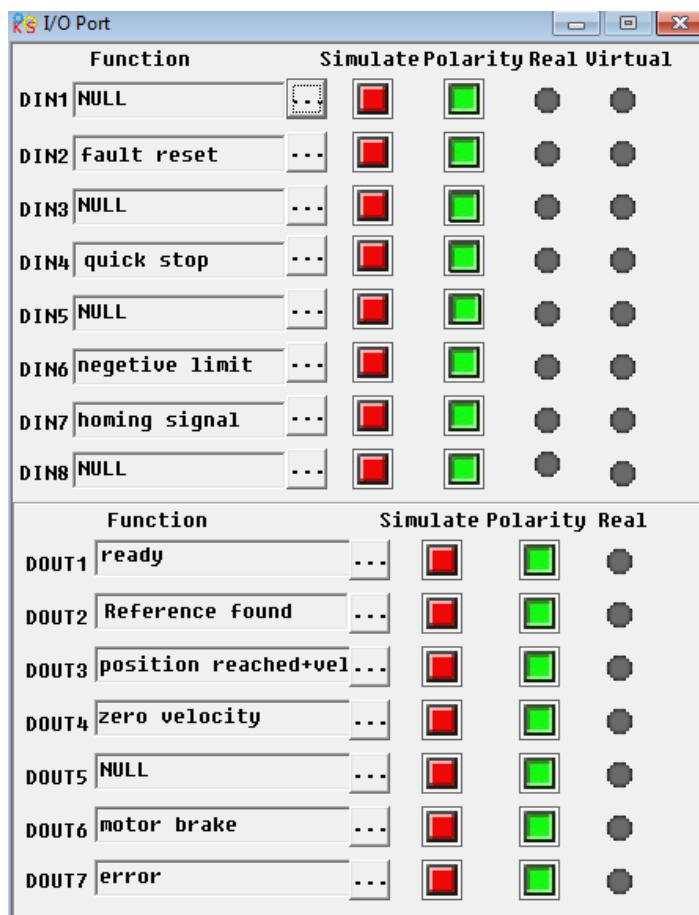 I/O Port
Function Simulate Polarity Real Virtual
DIN1 NULL ...
DIN2 fault reset ...
DIN3 NULL ...
DIN4 quick stop ...
DIN5 NULL ...
DIN6 negetive limit ...
DIN7 homing signal ...
DIN8 NULL ...
Function Simulate Polarity Real
DOUT1 ready ...
DOUT2 Reference found ...
DOUT3 position reached+vel ...
DOUT4 zero velocity ...
DOUT5 NULL ...
DOUT6 motor brake ...
DOUT7 error ...